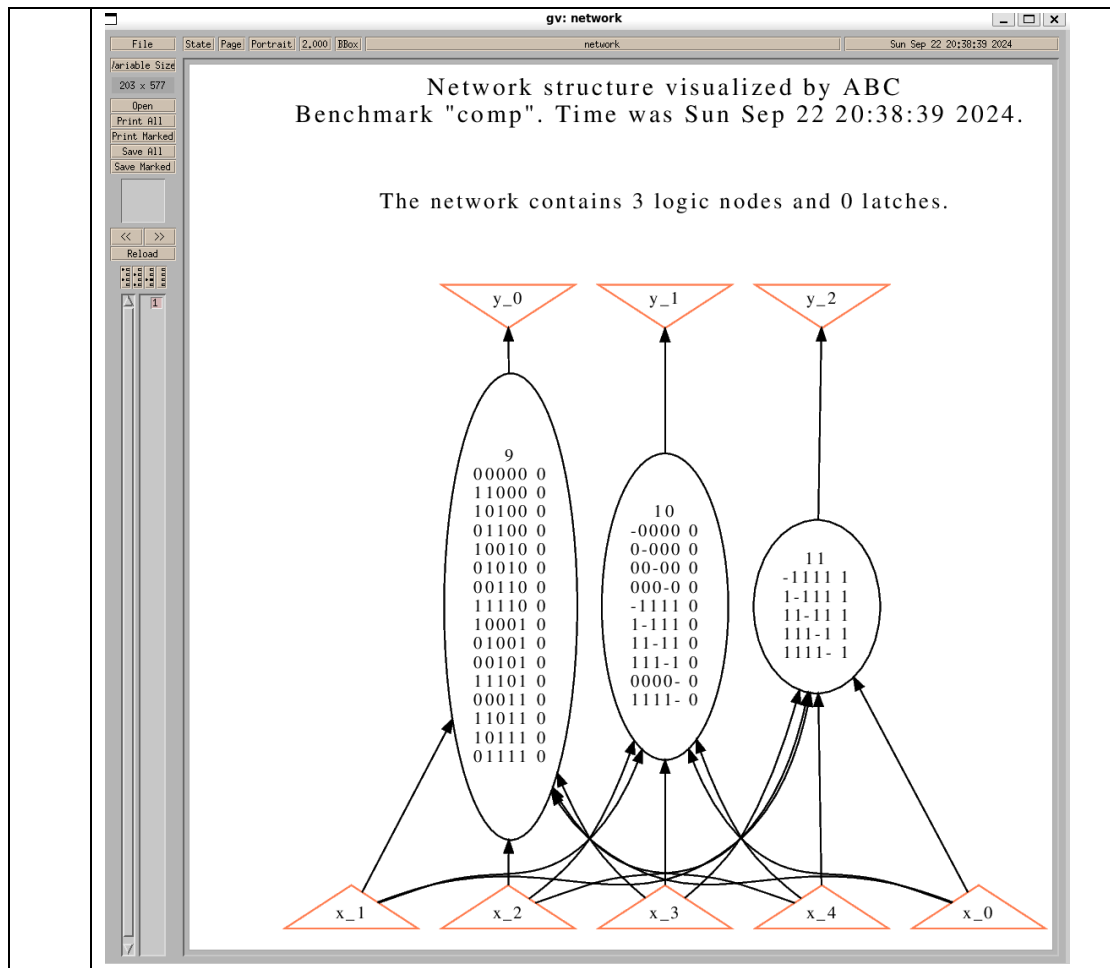 gv: network
File State Page Portrait 2.000 BBox network Sun Sep 22 20:38:39 2024
Variable Size
203 x 577
Open
Print All
Print Marked
Save All
Save Marked
<< >>
Reload
1
Network structure visualized by ABC
Benchmark "comp". Time was Sun Sep 22 20:38:39 2024.
The network contains 3 logic nodes and 0 latches.
y_0 y_1 y_2
9
00000 0
11000 0
10100 0
01100 0
10010 0
01010 0
00110 0
11110 0
10001 0
01001 0
00101 0
11101 0
00011 0
11011 0
10111 0
01111 0
10
-0000 0
0-000 0
00-00 0
000-0 0
-1111 0
1-111 0
11-11 0
111-1 0
0000- 0
1111- 0
11
-1111 1
1-111 1
11-11 1
111-1 1
1111- 1
x_1 x_2 x_3 x_4 x_0